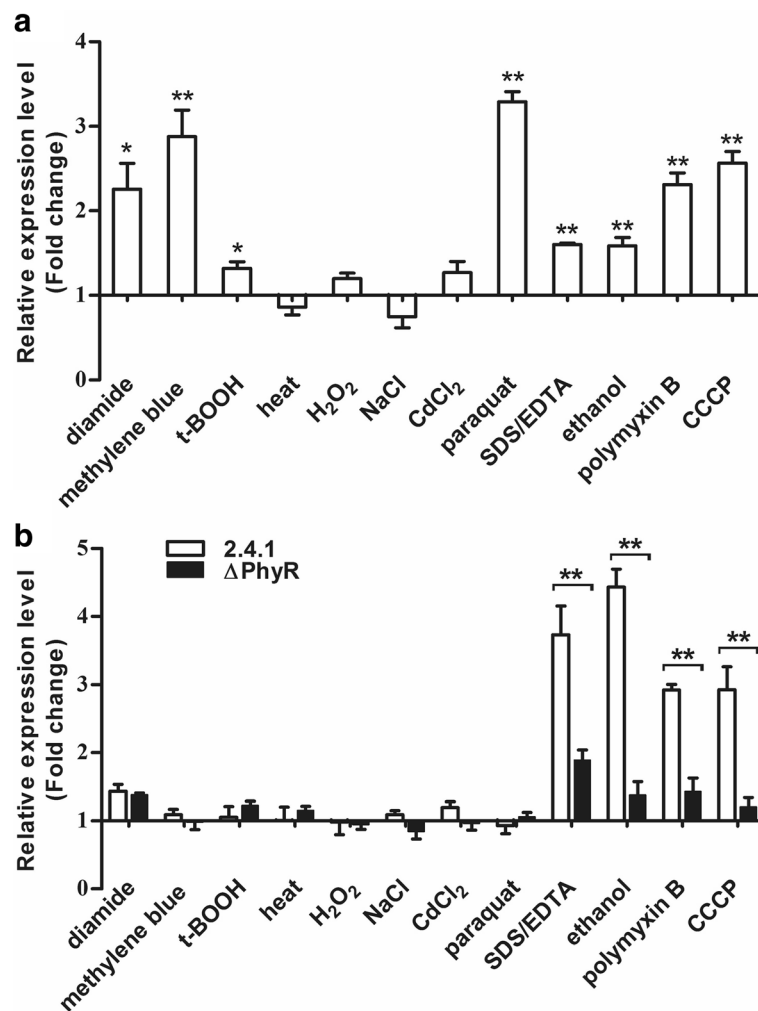 a
Relative expression level
(Fold change)
4
3
2
1
0
*
**
*
**
**
**
**
**
diamide
methylene blue
t-BOOH
heat
H₂O₂
NaCl
CdCl₂
paraquat
SDS/EDTA
ethanol
polymyxin B
CCCP
b
Relative expression level
(Fold change)
5
4
3
2
1
0
2.4.1
ΔPhyR
**
**
**
**
diamide
methylene blue
t-BOOH
heat
H₂O₂
NaCl
CdCl₂
paraquat
SDS/EDTA
ethanol
polymyxin B
CCCP